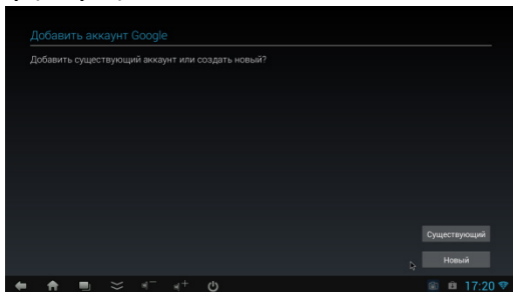 Добавить аккаунт Google
Добавить существующий аккаунт или создать новый?
Существующий
Новый
17:20